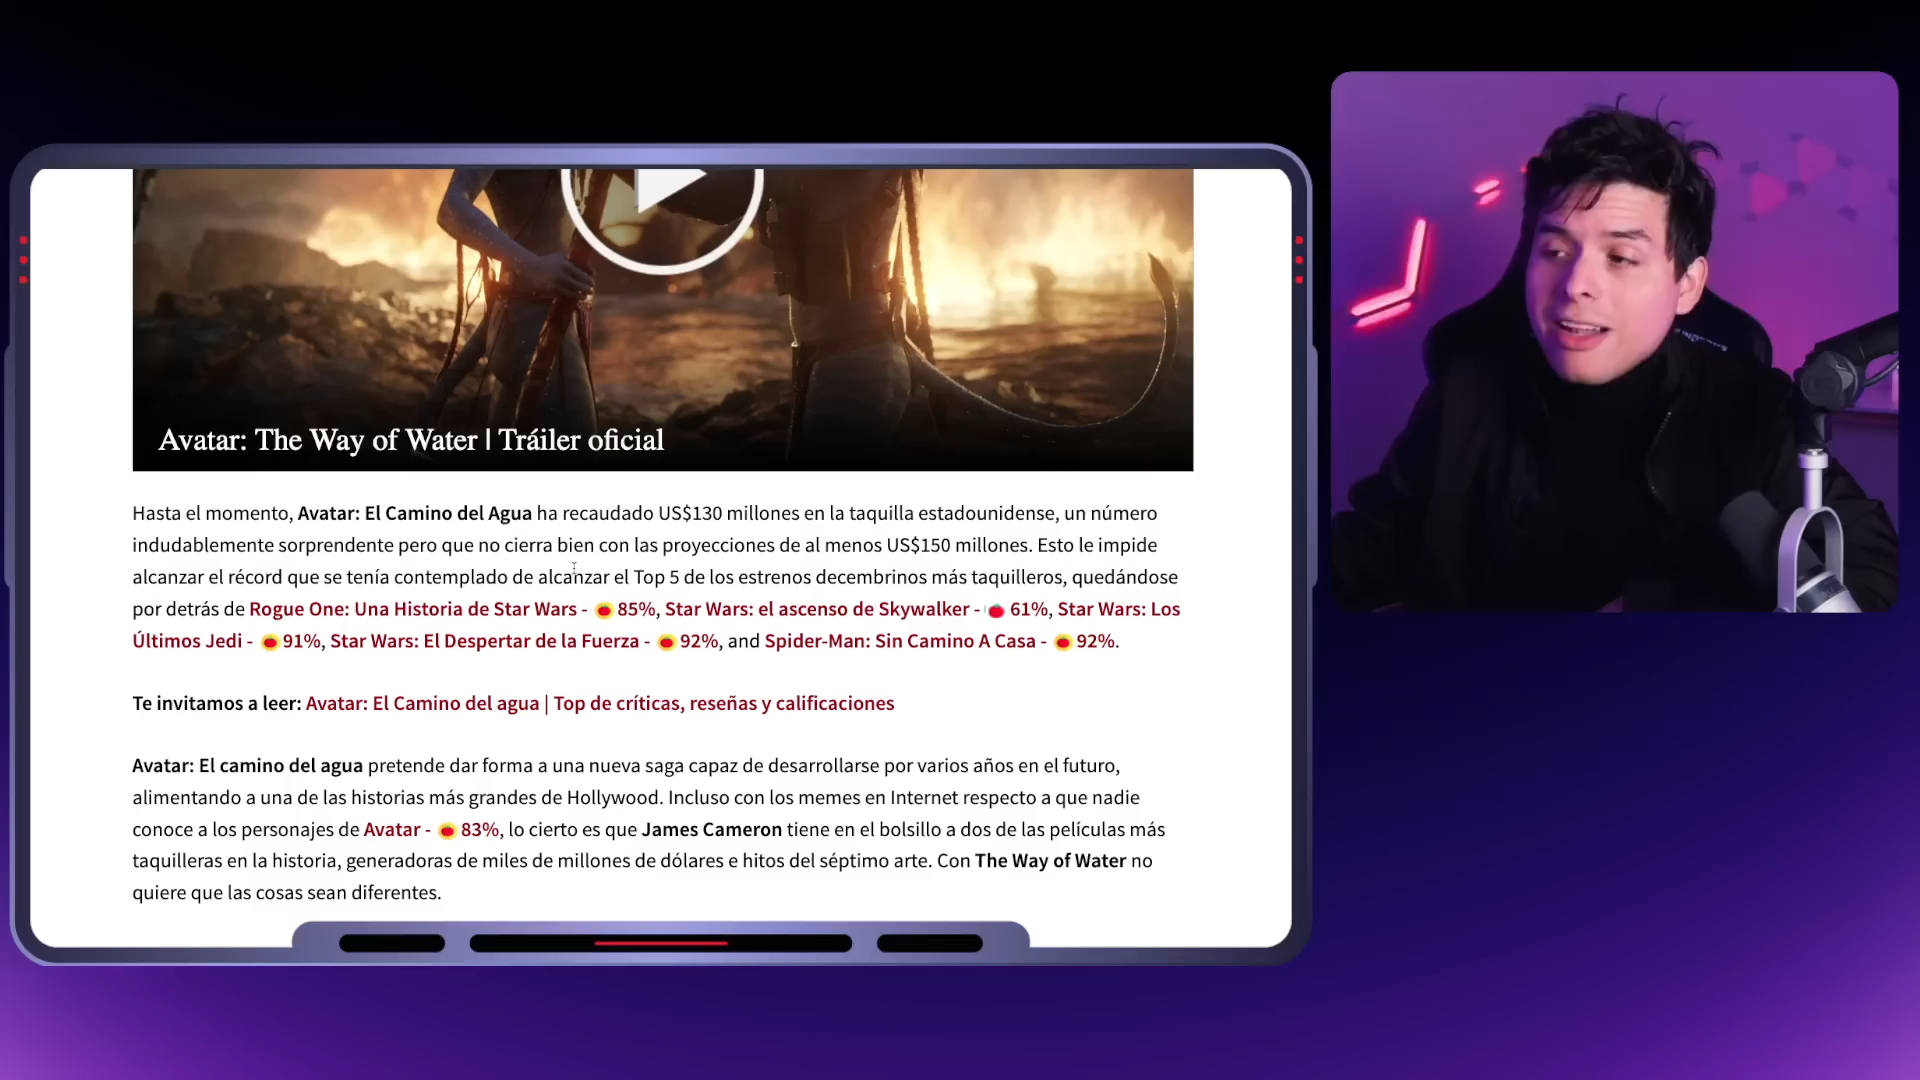 Avatar: The Way of Water | Tráiler oficial
Hasta el momento, Avatar: El Camino del Agua ha recaudado US$130 millones en la taquilla estadounidense, un número
indudablemente sorprendente pero que no cierra bien con las proyecciones de al menos US$150 millones. Esto le impide
alcanzar el récord que se tenía contemplado de alcanzar el Top 5 de los estrenos decembrinos más taquilleros, quedándose
por detrás de Rogue One: Una Historia de Star Wars - 85%, Star Wars: el ascenso de Skywalker - 61%, Star Wars: Los
Últimos Jedi - 91%, Star Wars: El Despertar de la Fuerza - 92%, and Spider-Man: Sin Camino A Casa - 92%.
Te invitamos a leer: Avatar: El Camino del agua | Top de críticas, reseñas y calificaciones
Avatar: El camino del agua pretende dar forma a una nueva saga capaz de desarrollarse por varios años en el futuro,
alimentando a una de las historias más grandes de Hollywood. Incluso con los memes en Internet respecto a que nadie
conoce a los personajes de Avatar - 83%, lo cierto es que James Cameron tiene en el bolsillo a dos de las películas más
taquilleras en la historia, generadoras de miles de millones de dólares e hitos del séptimo arte. Con The Way of Water no
quiere que las cosas sean diferentes.